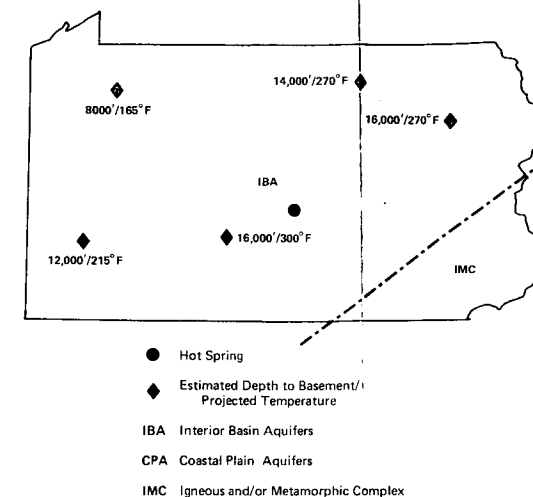 14,000'/270°F
8000'/165°F
16,000'/270°F
IBA
16,000'/300°F
12,000'/215°F
IMC
Hot Spring
Estimated Depth to Basement/
Projected Temperature
IBA Interior Basin Aquifers
CPA Coastal Plain Aquifers
IMC Igneous and/or Metamorphic Complex